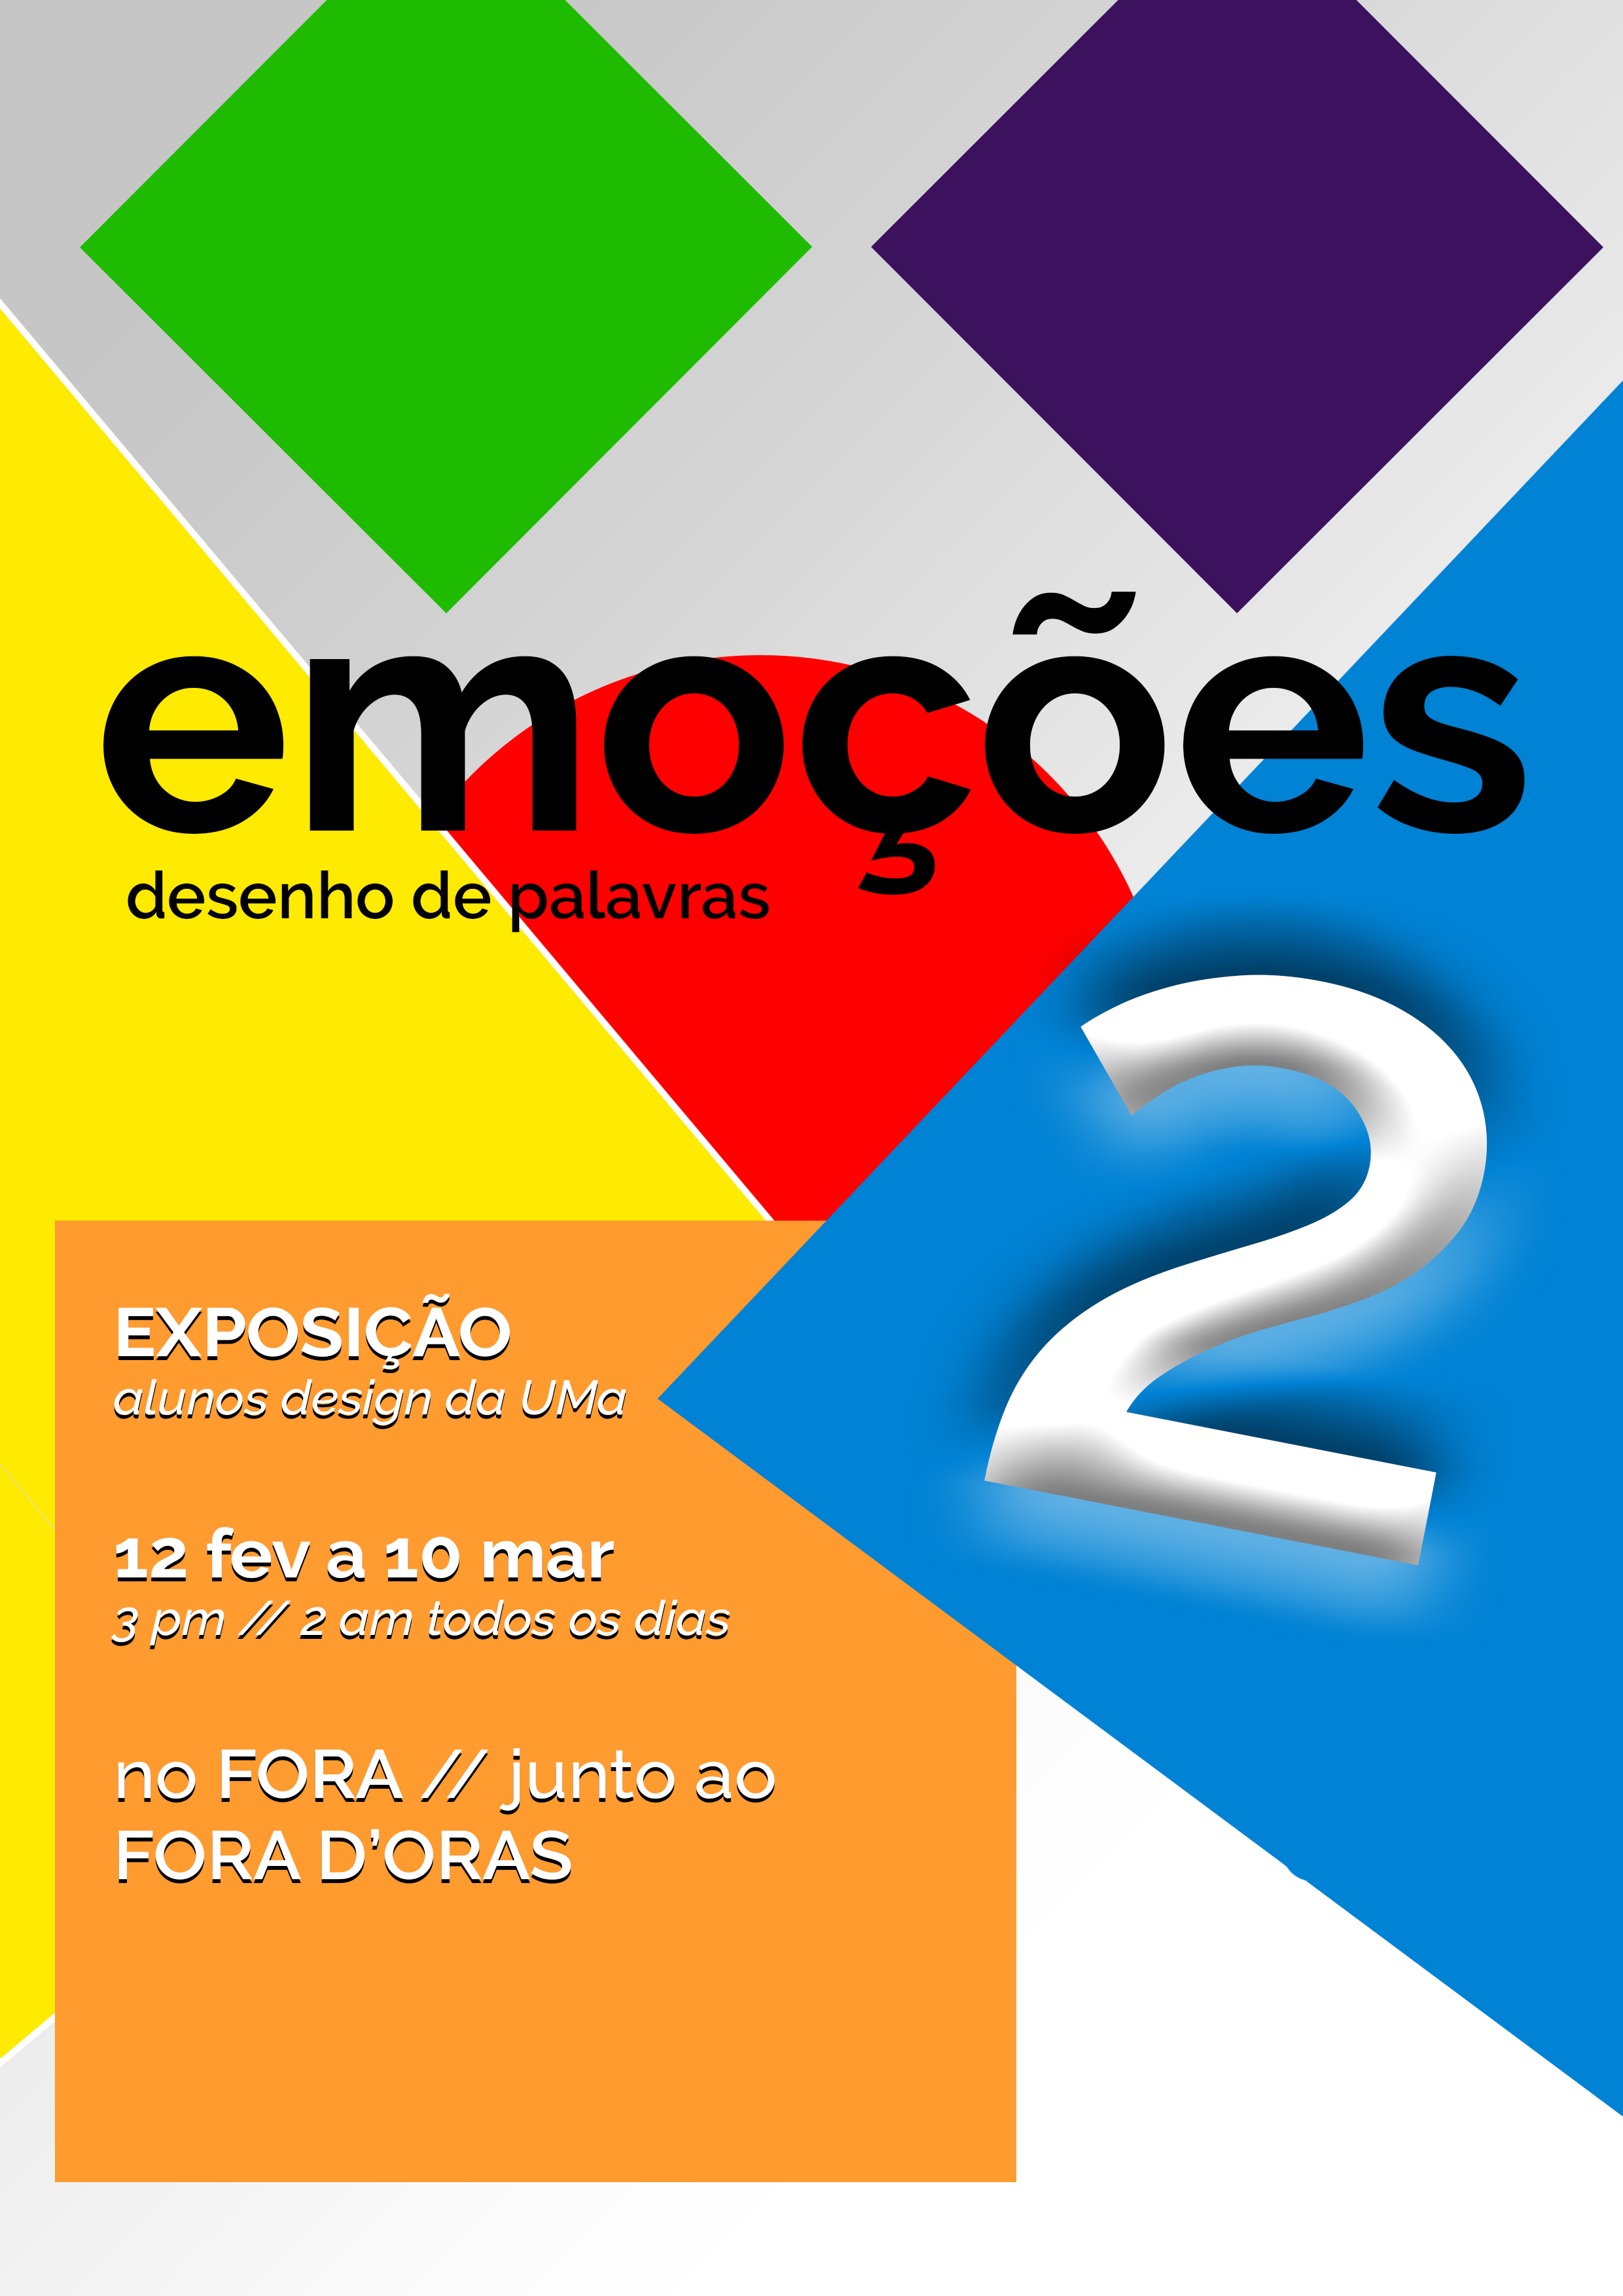 emoções
desenho de palavras
2
EXPOSIÇÃO
alunos design da UMa
12 fev a 10 mar
3 pm // 2 am todos os dias
no FORA // junto ao
FORA D’ORAS